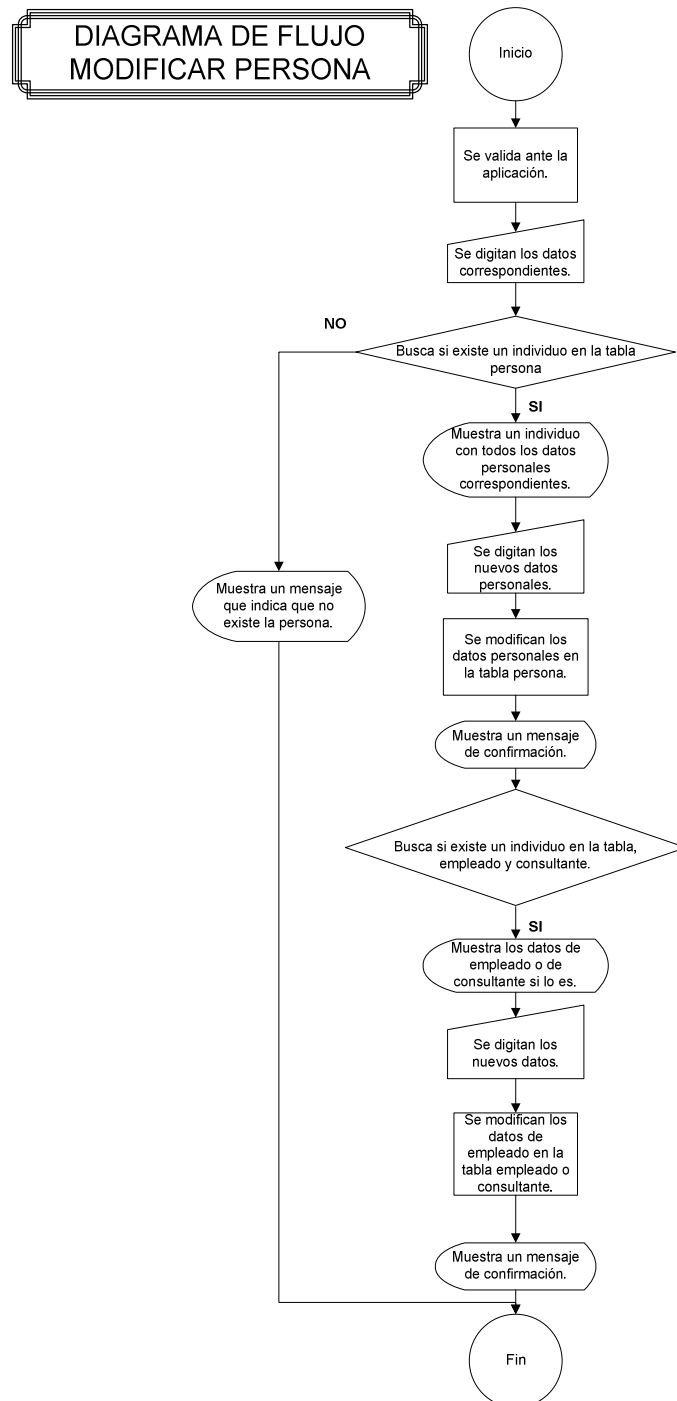 DIAGRAMA DE FLUJO
MODIFICAR PERSONA
Inicio
Se valida ante la
aplicación.
Se digitan los datos
correspondientes.
NO
Busca si existe un individuo en la tabla
persona
SI
Muestra un individuo
con todos los datos
personales
correspondientes.
Se digitan los
nuevos datos
personales.
Muestra un mensaje
que indica que no
existe la persona.
Se modifican los
datos personales en
la tabla persona.
Muestra un mensaje
de confirmación.
Busca si existe un individuo en la tabla,
empleado y consultante.
SI
Muestra los datos de
empleado o de
consultante si lo es.
Se digitan los
nuevos datos.
Se modifican los
datos de
empleado en la
tabla empleado o
consultante.
Muestra un mensaje
de confirmación.
Fin